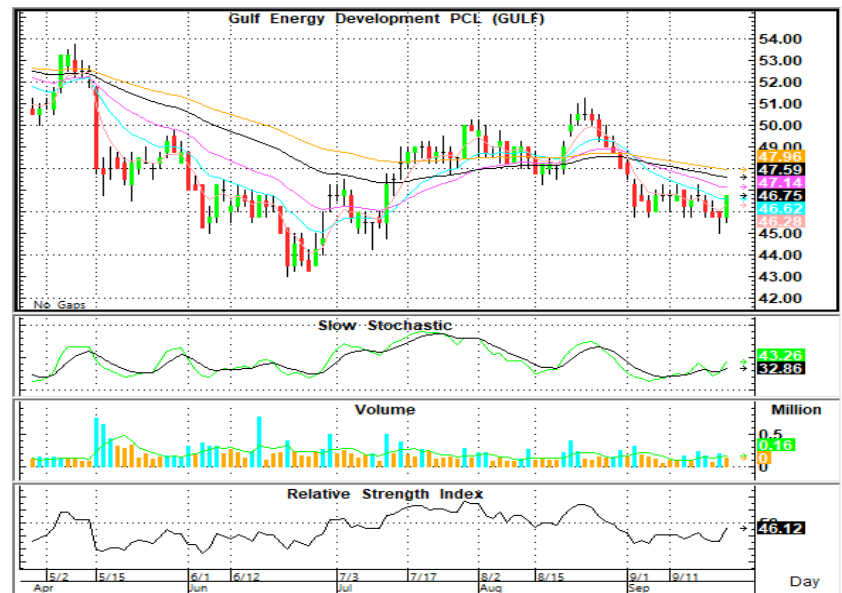 Gulf Energy Development PCL (GULF)
54.00
53.00
52.00
51.00
50.00
49.00
47.96
47.59
47.14
46.75
46.62
46.28
45.00
44.00
43.00
42.00
No Gaps
Slow Stochastic
43.26
32.86
Volume
Million
0.5
0.16
0
0
Relative Strength Index
46.12
5/2 5/15 6/1 6/12 7/3 7/17 8/2 8/15 9/1 9/11
Apr Jun Jul Aug Sep
Day